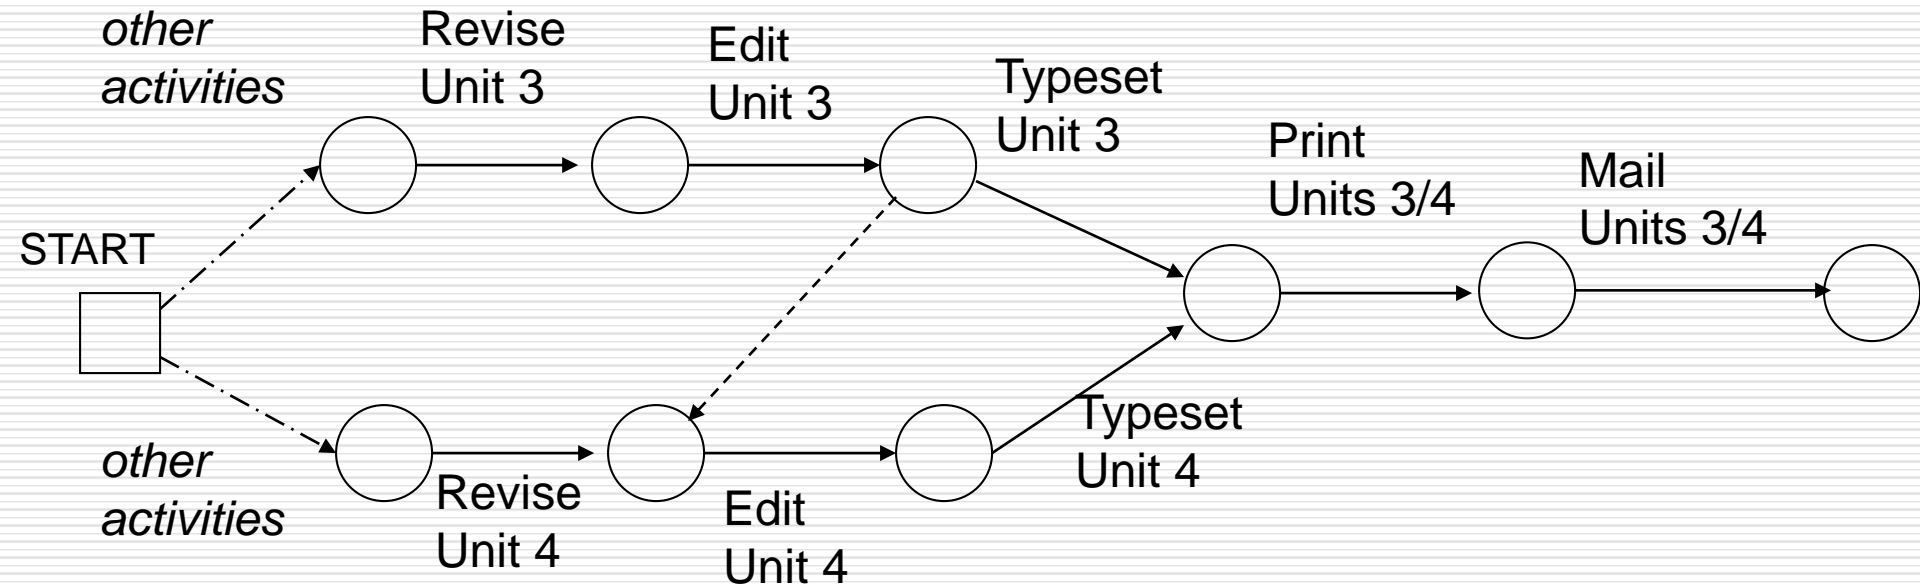 other
activities
Revise
Unit 3
Edit
Unit 3
Typeset
Unit 3
Print
Units 3/4
Mail
Units 3/4
START
other
activities
Revise
Unit 4
Edit
Unit 4
Typeset
Unit 4